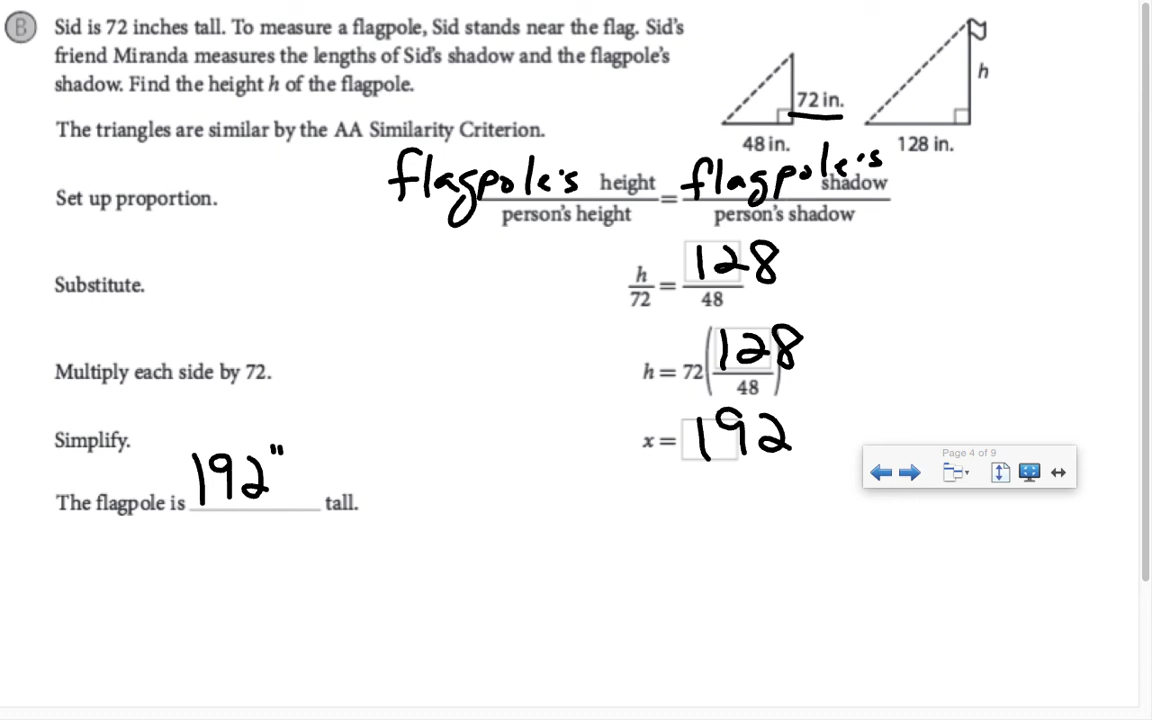 B Sid is 72 inches tall. To measure a flagpole, Sid stands near the flag. Sid's
friend Miranda measures the lengths of Sid's shadow and the flagpole's
shadow. Find the height h of the flagpole.
The triangles are similar by the AA Similarity Criterion.
72 in.
48 in.
h
128 in.
Set up proportion.
flagpole's height / person's height = flagpole's shadow / person's shadow
Substitute.
h/72 = 128/48
Multiply each side by 72.
h = 72(128/48)
Simplify.
x = 192
The flagpole is 192" tall.
Page 4 of 9